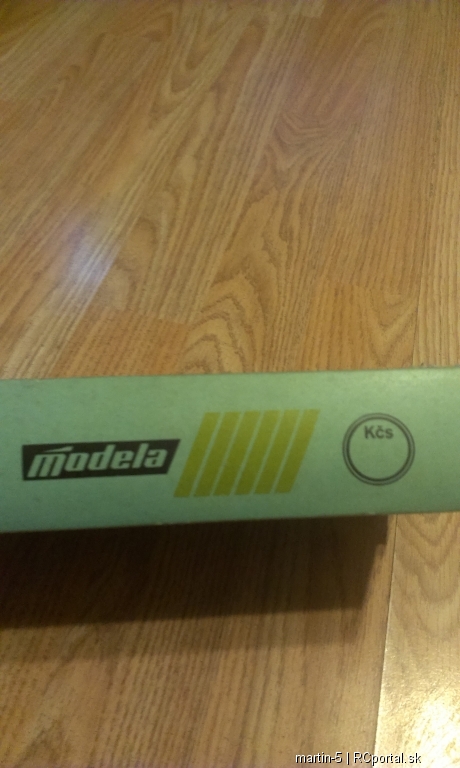 modela
Kčs
martin-5 | RCportal.sk